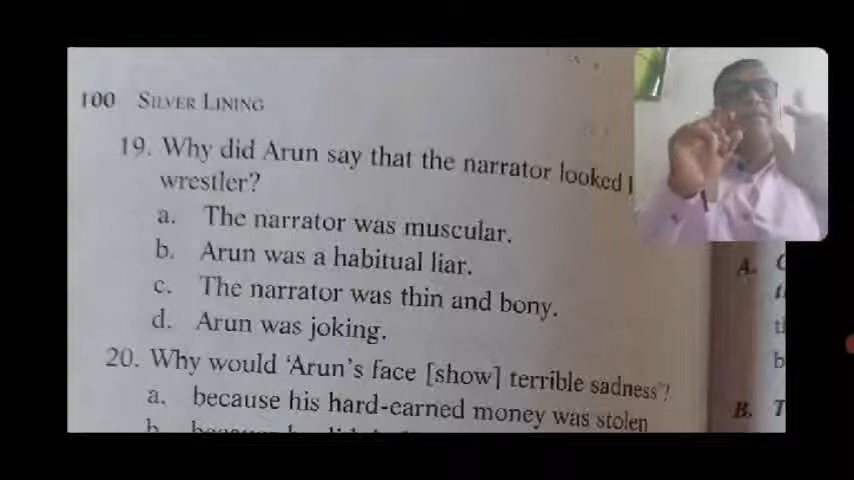 100 SILVER LINING
19. Why did Arun say that the narrator looked
wrestler?
a. The narrator was muscular.
b. Arun was a habitual liar.
c. The narrator was thin and bony.
d. Arun was joking.
20. Why would 'Arun's face [show] terrible sadness'?
a. because his hard-earned money was stolen
b.
A.
B. T